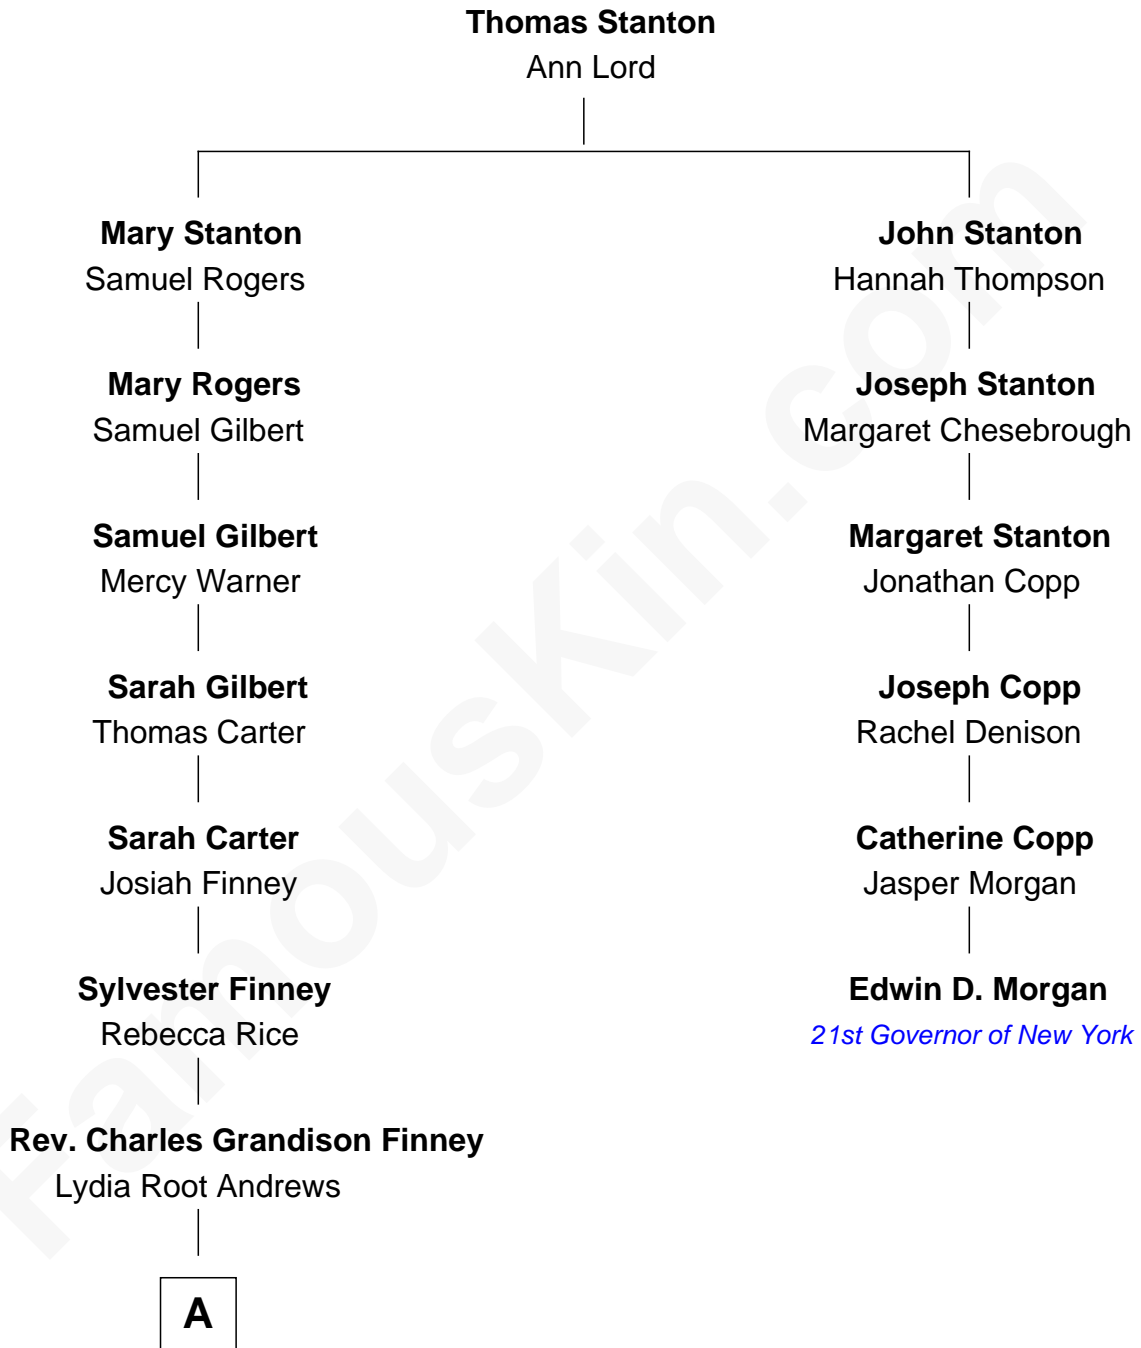 Thomas Stanton
Ann Lord
Mary Stanton
Samuel Rogers
John Stanton
Hannah Thompson
Mary Rogers
Samuel Gilbert
Joseph Stanton
Margaret Chesebrough
Samuel Gilbert
Mercy Warner
Margaret Stanton
Jonathan Copp
Sarah Gilbert
Thomas Carter
Joseph Copp
Rachel Denison
Sarah Carter
Josiah Finney
Catherine Copp
Jasper Morgan
Sylvester Finney
Rebecca Rice
Edwin D. Morgan
21st Governor of New York
Rev. Charles Grandison Finney
Lydia Root Andrews
A
FamousKin.com